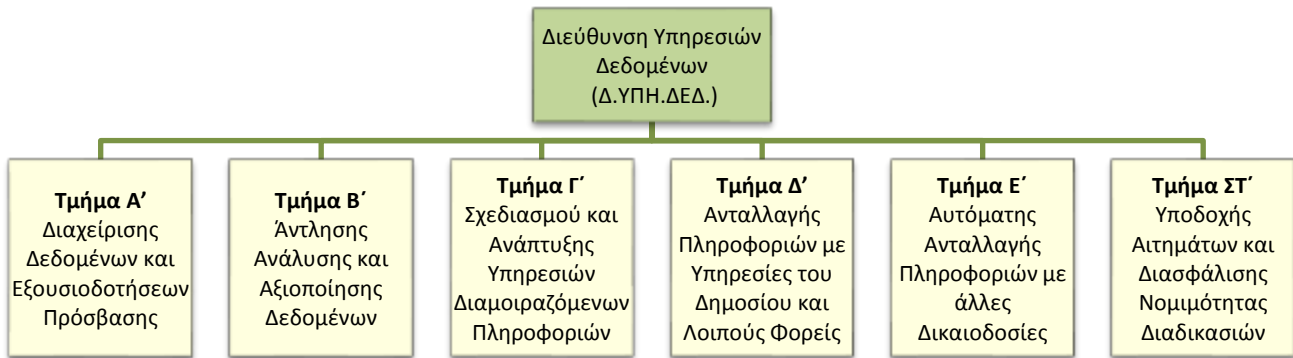 Διεύθυνση Υπηρεσιών
Δεδομένων
(Δ.ΥΠΗ.ΔΕΔ.)
Τμήμα Α’
Διαχείρισης
Δεδομένων και
Εξουσιοδοτήσεων
Πρόσβασης
Τμήμα Β΄
Άντλησης
Ανάλυσης και
Αξιοποίησης
Δεδομένων
Τμήμα Γ΄
Σχεδιασμού και
Ανάπτυξης
Υπηρεσιών
Διαμοιραζόμενων
Πληροφοριών
Τμήμα Δ’
Ανταλλαγής
Πληροφοριών με
Υπηρεσίες του
Δημοσίου και
Λοιπούς Φορείς
Τμήμα Ε΄
Αυτόματης
Ανταλλαγής
Πληροφοριών με
άλλες
Δικαιοδοσίες
Τμήμα ΣΤ΄
Υποδοχής
Αιτημάτων και
Διασφάλισης
Νομιμότητας
Διαδικασιών